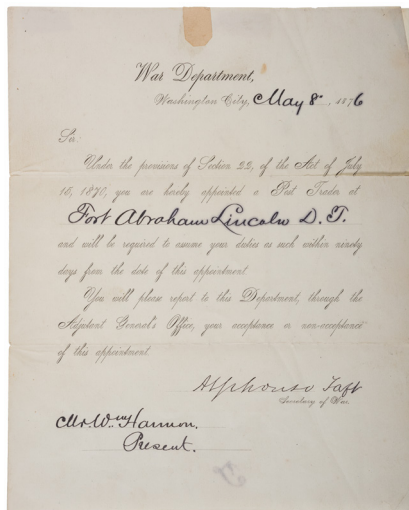 War Department,
Washington City, May 8" 1876
Sir:
Under the provisions of Section 22, of the Act of July
15, 1870, you are hereby appointed a Post Trader at
Fort Abraham Lincoln D. T.
and will be required to assume your duties as such within ninety
days from the date of this appointment.
You will please report to this Department, through the
Adjutant General's Office, your acceptance or non-acceptance
of this appointment.
Alphonso Taft
Secretary of War.
Mr. Wm Harmon,
Present.